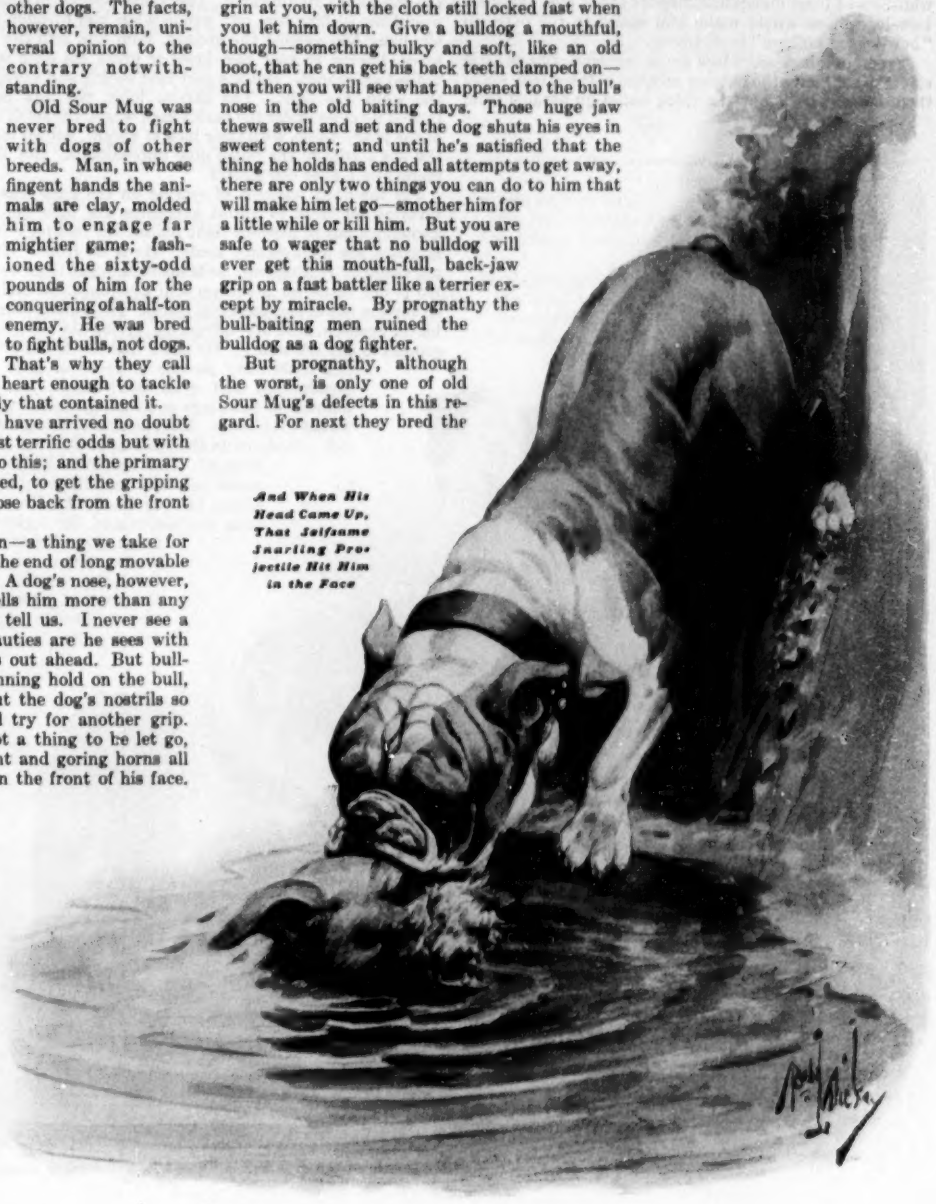 other dogs. The facts,
however, remain, uni-
versal opinion to the
contrary notwith-
standing.
Old Sour Mug was
never bred to fight
with dogs of other
breeds. Man, in whose
fingent hands the ani-
mals are clay, molded
him to engage far
mightier game; fash-
ioned the sixty-odd
pounds of him for the
conquering of a half-ton
enemy. He was bred
to fight bulls, not dogs.
That's why they call
heart enough to tackle
y that contained it.
have arrived no doubt
st terrific odds but with
o this; and the primary
ed, to get the gripping
ose back from the front
n—a thing we take for
he end of long movable
A dog's nose, however,
lls him more than any
tell us. I never see a
auties are he sees with
out ahead. But bull-
nning hold on the bull,
nt the dog's nostrils so
l try for another grip.
ot a thing to be let go,
nt and goring horns all
n the front of his face.
grin at you, with the cloth still locked fast when
you let him down. Give a bulldog a mouthful,
though—something bulky and soft, like an old
boot, that he can get his back teeth clamped on—
and then you will see what happened to the bull's
nose in the old baiting days. Those huge jaw
thews swell and set and the dog shuts his eyes in
sweet content; and until he's satisfied that the
thing he holds has ended all attempts to get away,
there are only two things you can do to him that
will make him let go—smother him for
a little while or kill him. But you are
safe to wager that no bulldog will
ever get this mouth-full, back-jaw
grip on a fast battler like a terrier ex-
cept by miracle. By prognathy the
bull-baiting men ruined the
bulldog as a dog fighter.
But prognathy, although
the worst, is only one of old
Sour Mug's defects in this re-
gard. For next they bred the
And When His
Head Came Up,
That Selfsame
Snarling Pro-
jectile Hit Him
in the Face